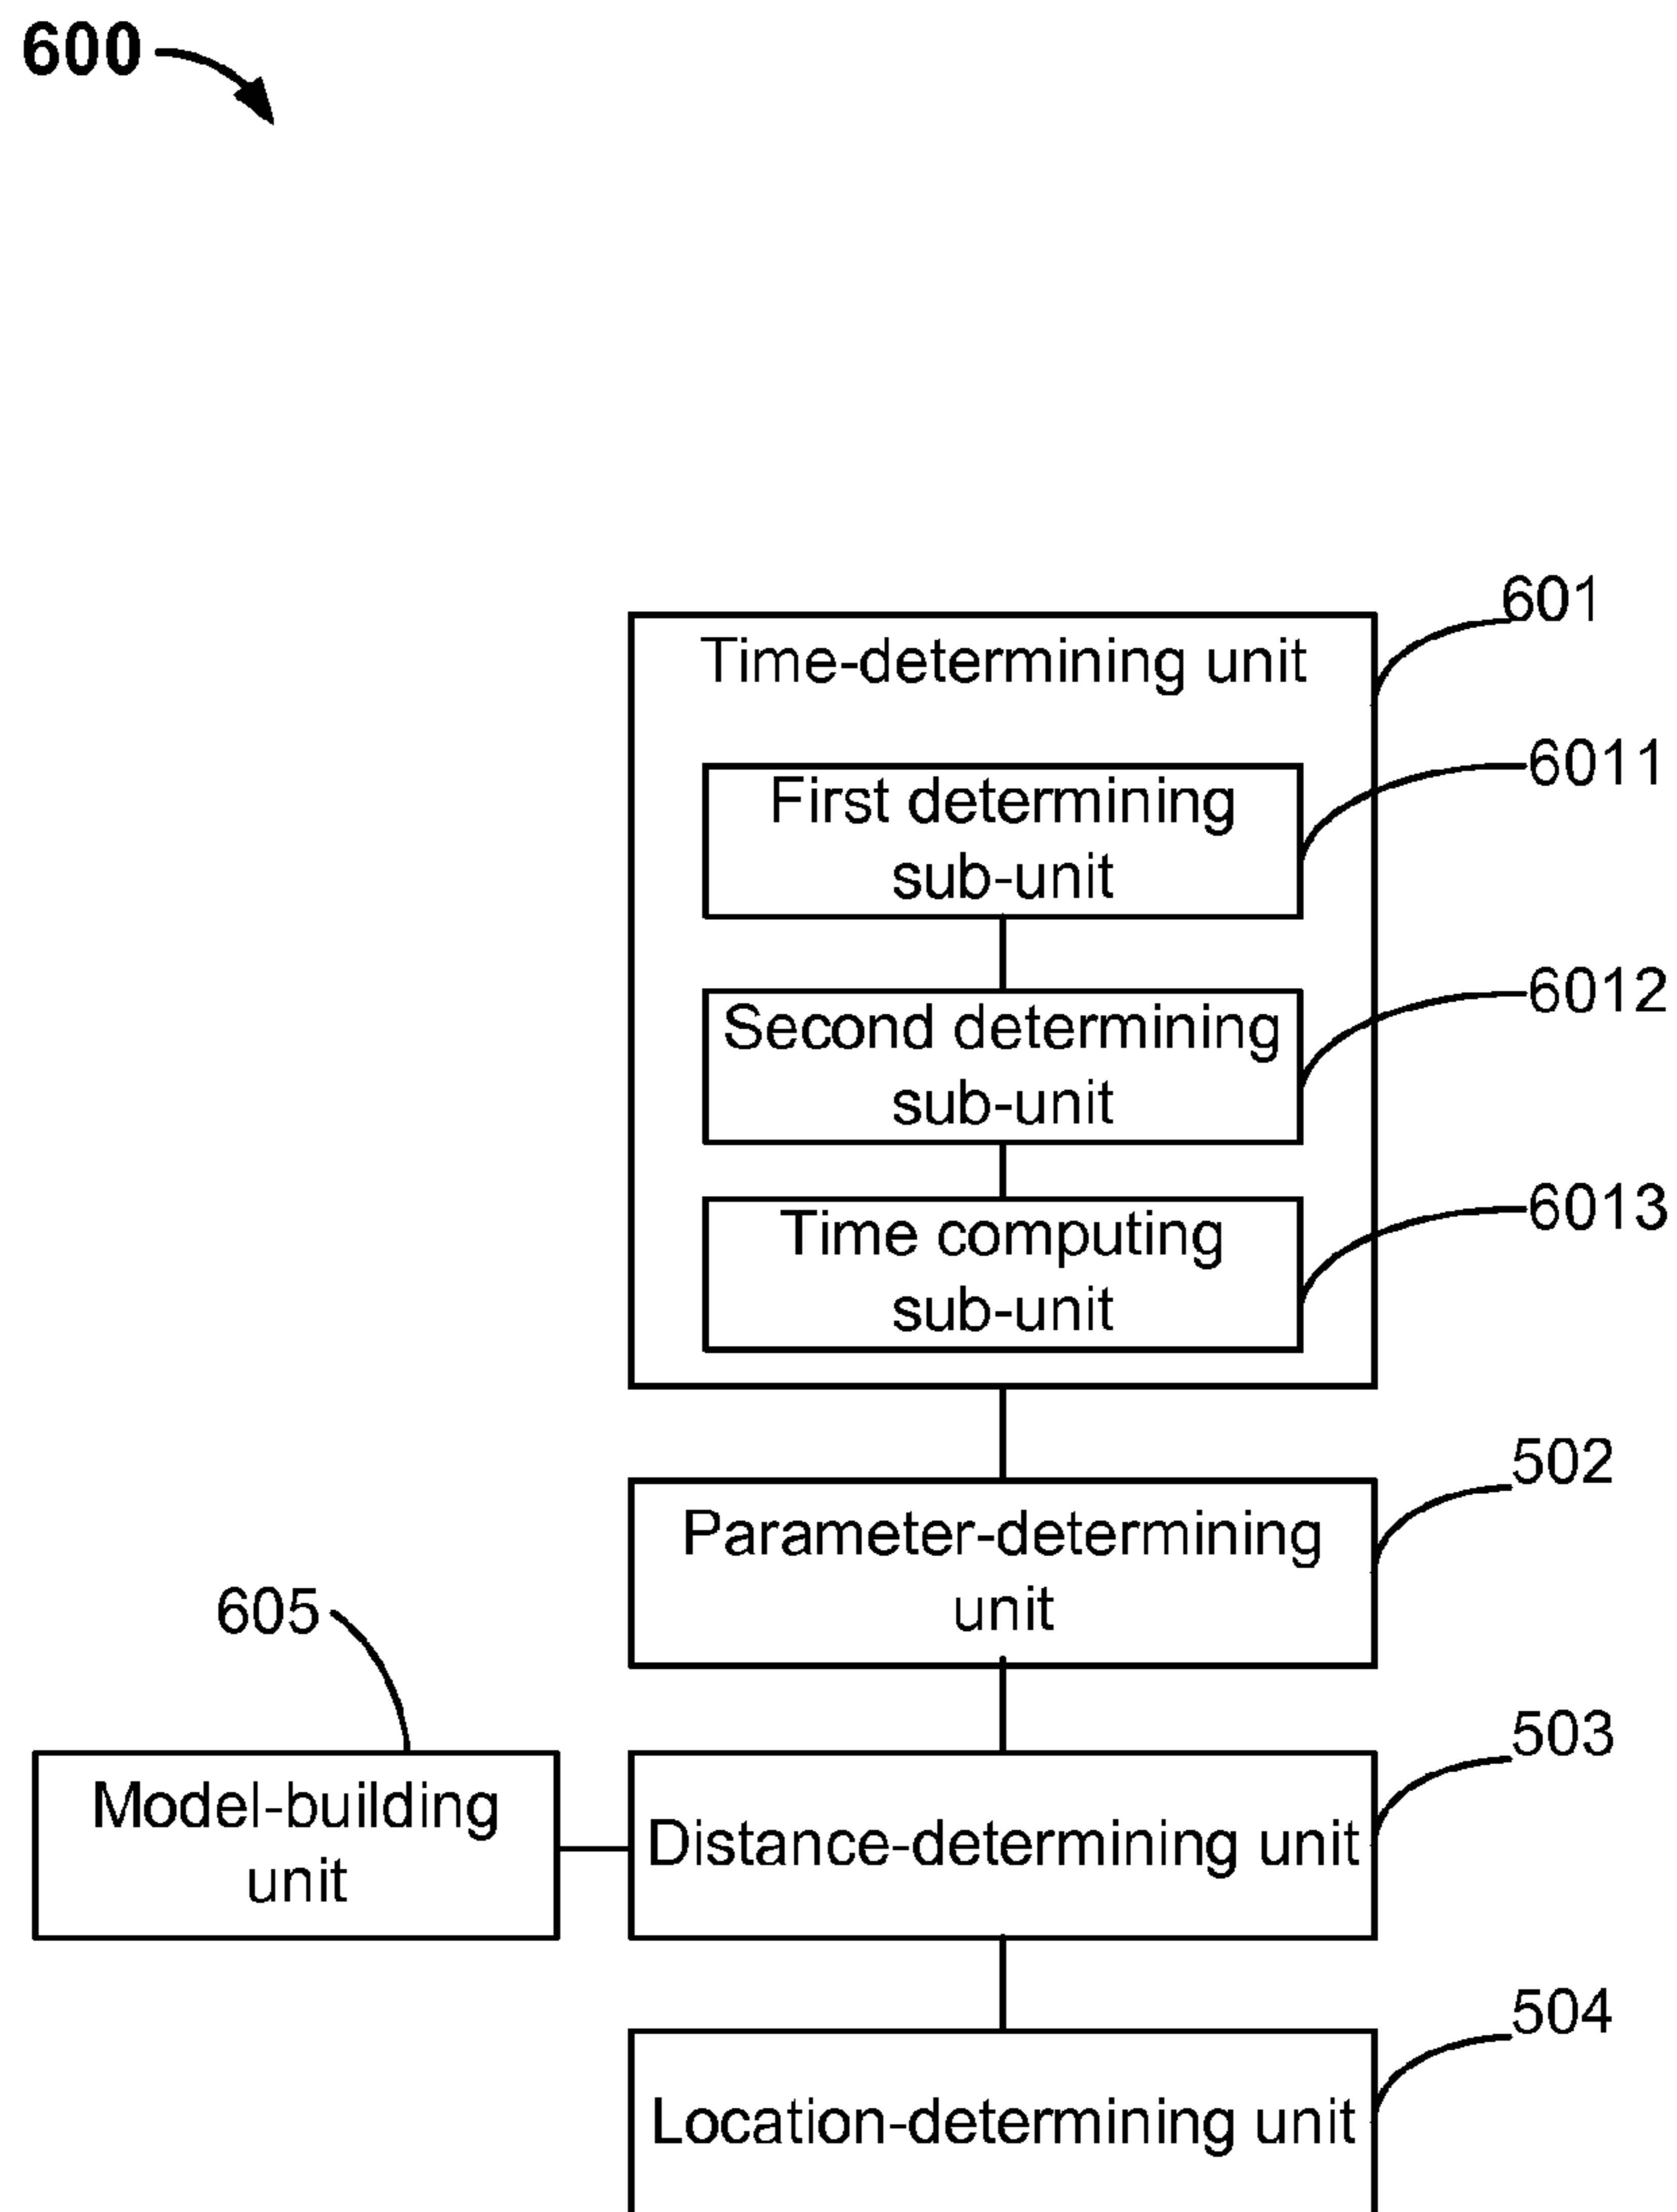 600
601
Time-determining unit
6011
First determining
sub-unit
6012
Second determining
sub-unit
6013
Time computing
sub-unit
502
Parameter-determining
unit
605
503
Model-building
unit
Distance-determining unit
504
Location-determining unit